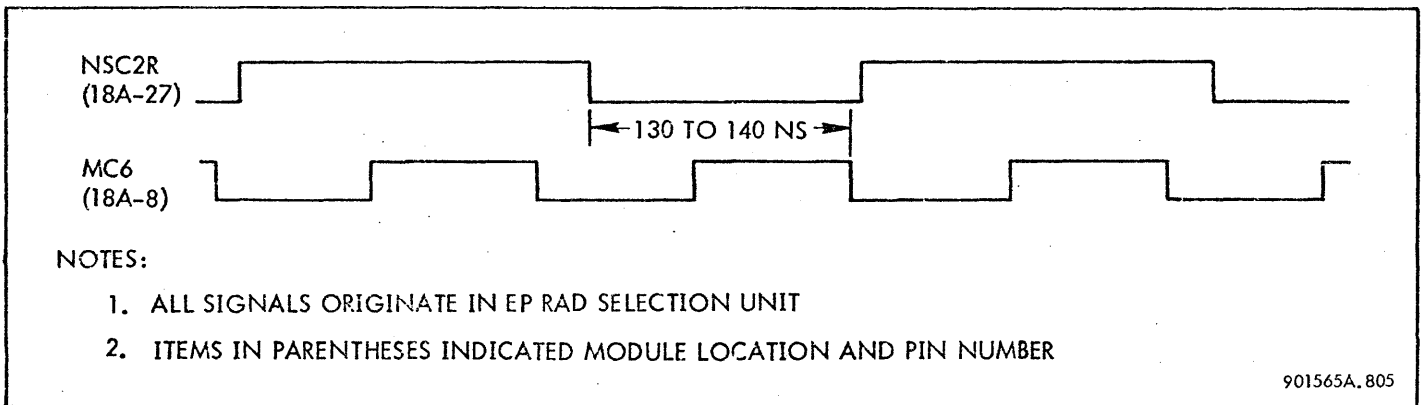 NSC2R
(18A-27)
130 TO 140 NS
MC6
(18A-8)
NOTES:
1. ALL SIGNALS ORIGINATE IN EP RAD SELECTION UNIT
2. ITEMS IN PARENTHESES INDICATED MODULE LOCATION AND PIN NUMBER
901565A.805